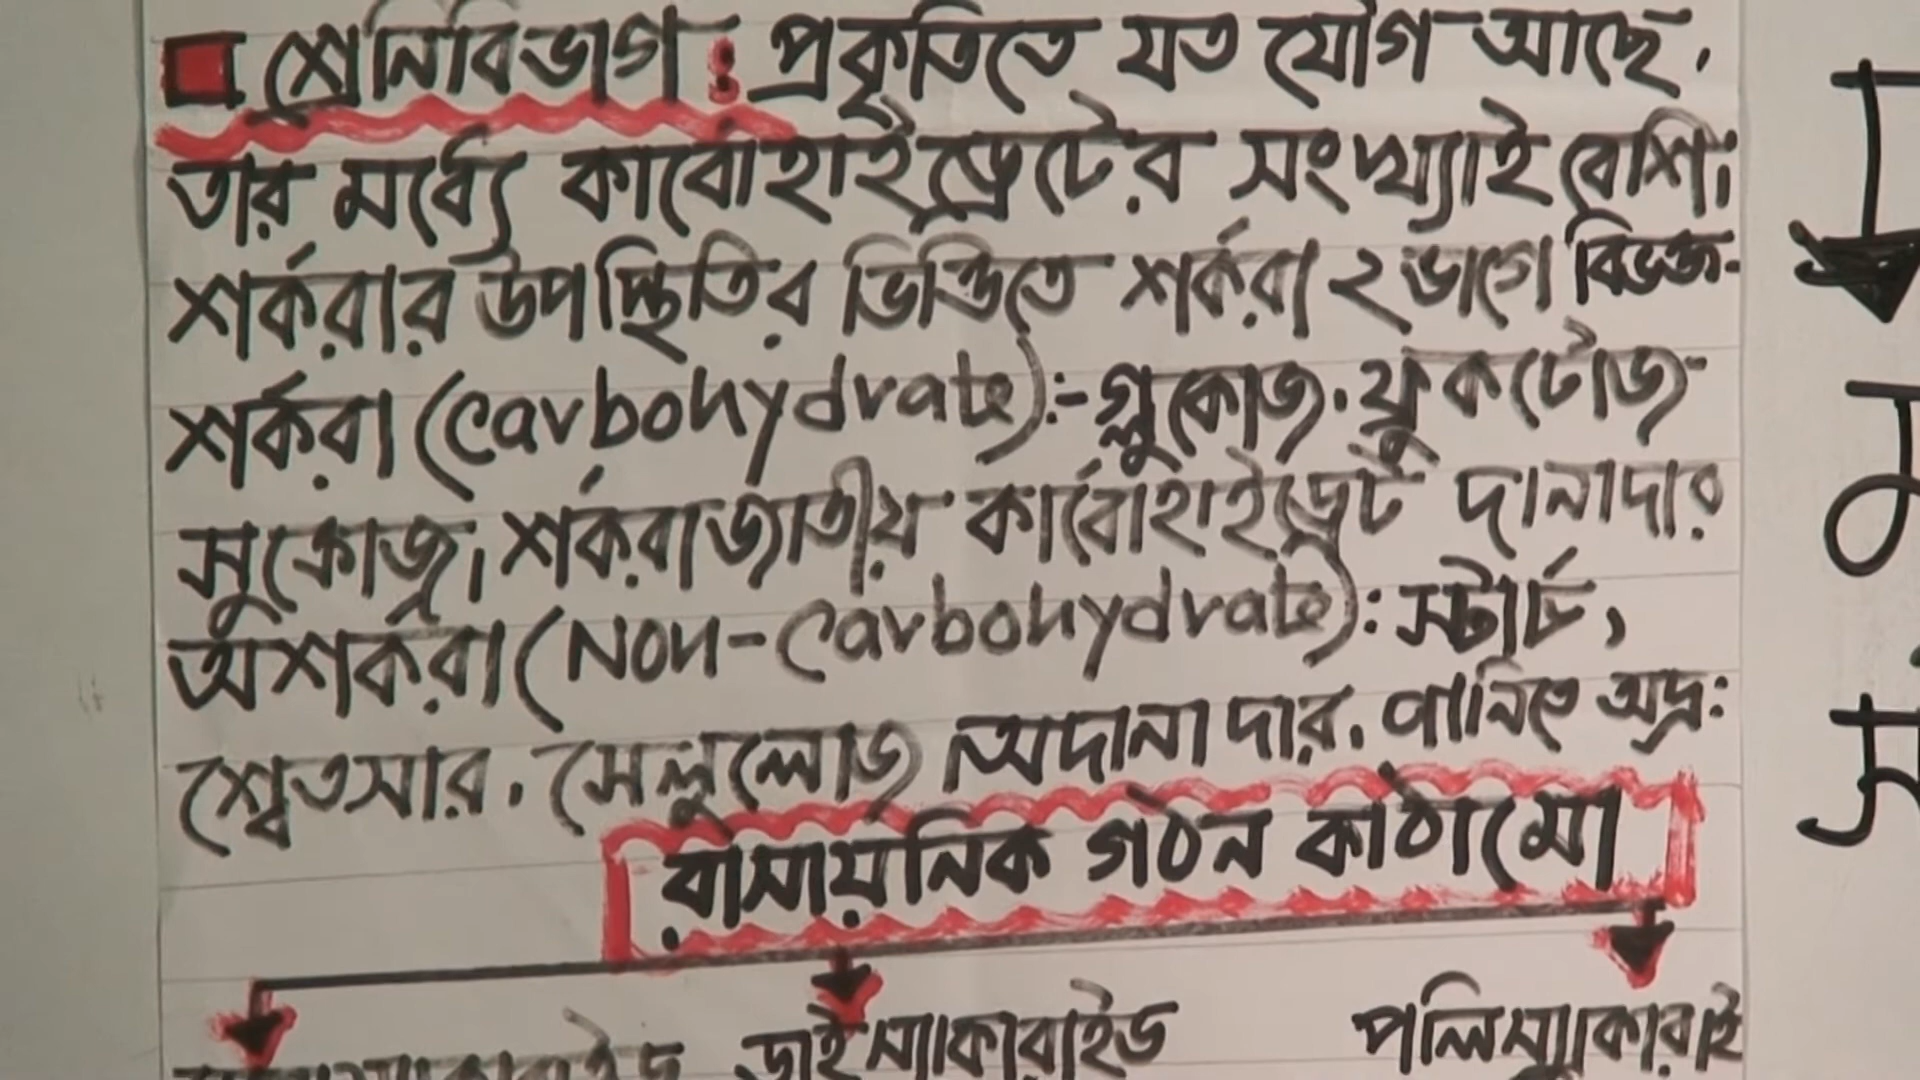 শ্রেনিবিভাগ : প্রকৃতিতে যত যৌগ আছে,
তার মধ্যে কার্বোহাইড্রেটের সংখ্যাই বেশি।
শর্করার উপস্থিতির ভিত্তিতে শর্করা ২ ভাগে বিভক্ত-
শর্করা (Carbohydrate):- গ্লুকোজ, ফ্রুকটোজ
সুক্রোজ। শর্করাজাতীয় কার্বোহাইড্রেট দানাদার
অশর্করা (Non-Carbohydrate): স্টার্চ,
শ্বেতসার, সেলুলোজ। অদানাদার, পানিতে অদ্র:
রাসায়নিক গঠন কাঠামো
ডাইস্যাকারাইড পলিস্যাকারাই